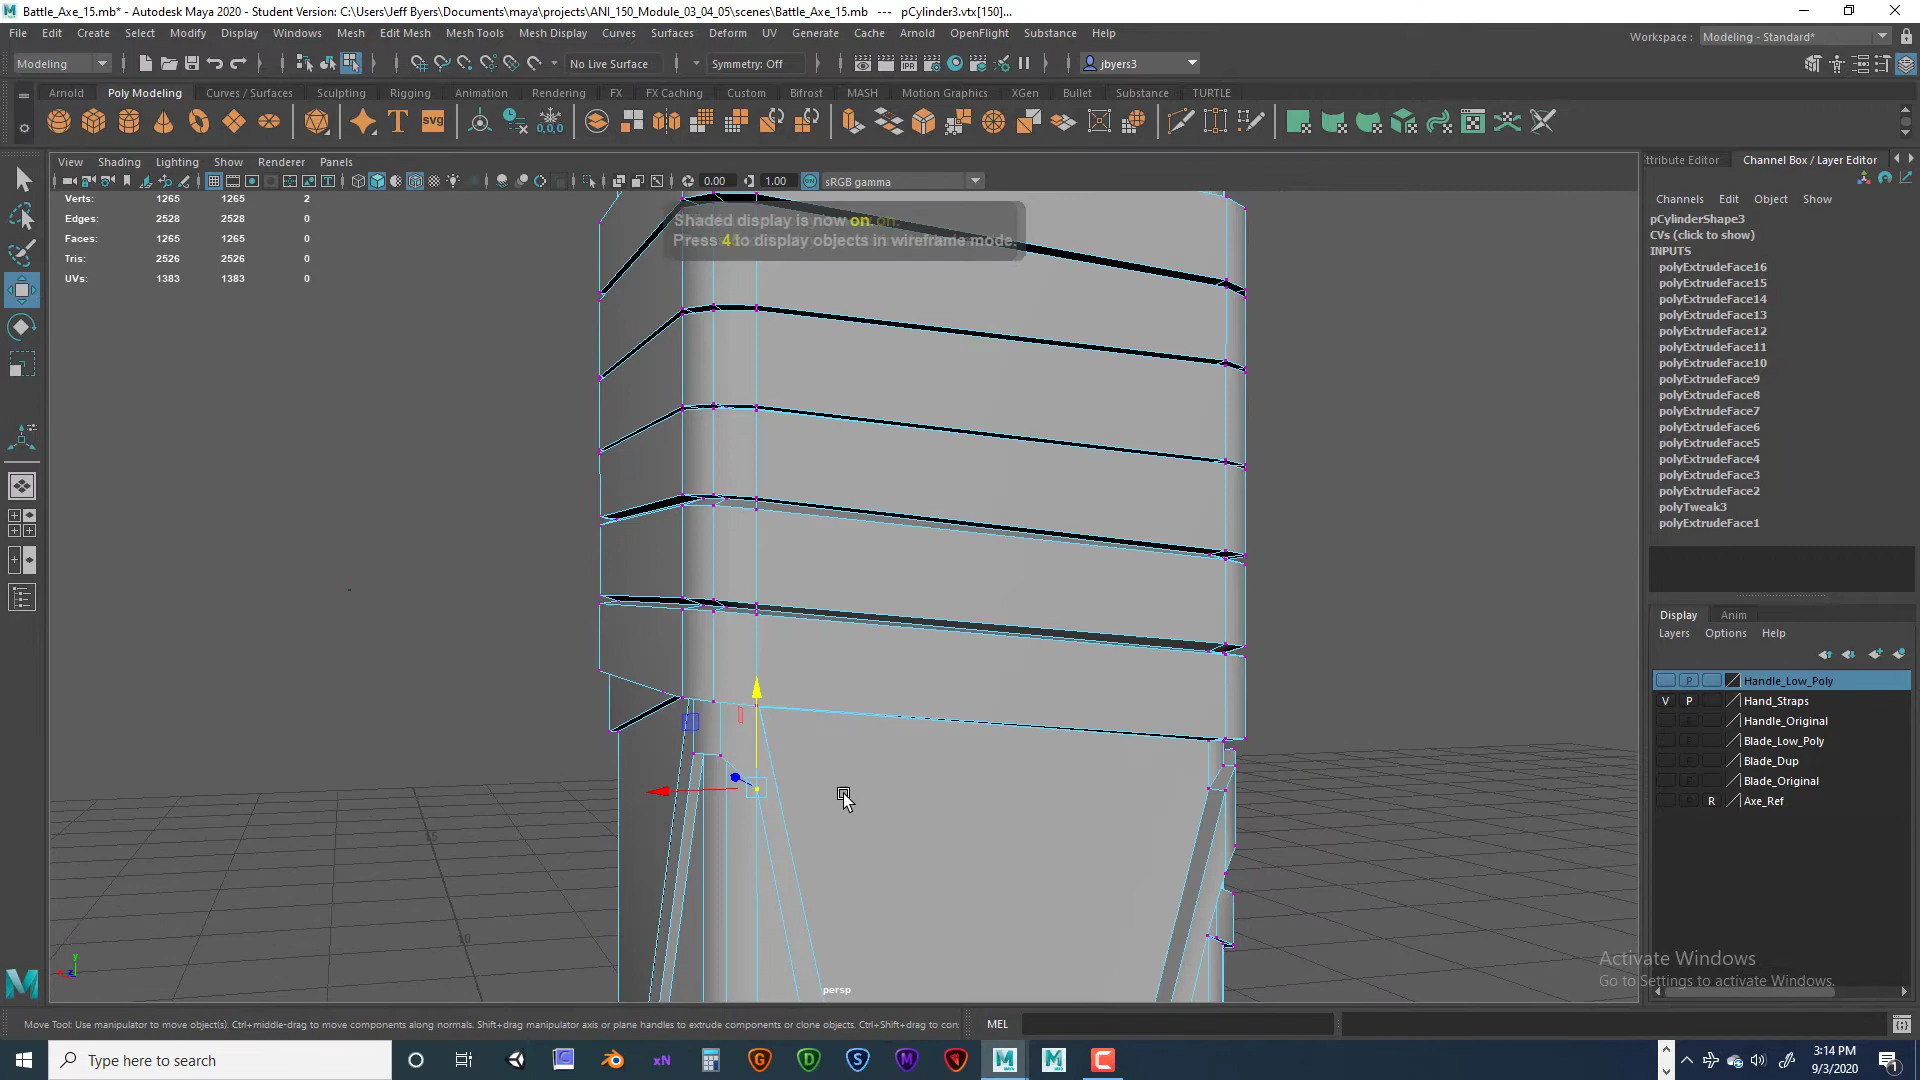 Battle_Axe_15.mb* - Autodesk Maya 2020 - Student Version: C:\Users\Jeff Byers\Documents\maya\projects\ANI_150_Module_03_04_05\scenes\Battle_Axe_15.mb --- pCylinder3.vtx[150]...
File Edit Create Select Modify Display Windows Mesh Edit Mesh Mesh Tools Mesh Display Curves Surfaces Deform UV Generate Cache Arnold OpenFlight Substance Help
Workspace : Modeling - Standard*
Modeling No Live Surface Symmetry: Off jbyers3
Arnold Poly Modeling Curves / Surfaces Sculpting Rigging Animation Rendering FX FX Caching Custom Bifrost MASH Motion Graphics XGen Bullet Substance TURTLE
View Shading Lighting Show Renderer Panels
0.00 1.00 sRGB gamma
Verts: 1265 1265 2
Edges: 2528 2528 0
Faces: 1265 1265 0
Tris: 2526 2526 0
UVs: 1383 1383 0
Shaded display is now on.
Press 4 to display objects in wireframe mode.
persp
ttribute Editor Channel Box / Layer Editor
Channels Edit Object Show
pCylinderShape3
CVs (click to show)
INPUTS
polyExtrudeFace16
polyExtrudeFace15
polyExtrudeFace14
polyExtrudeFace13
polyExtrudeFace12
polyExtrudeFace11
polyExtrudeFace10
polyExtrudeFace9
polyExtrudeFace8
polyExtrudeFace7
polyExtrudeFace6
polyExtrudeFace5
polyExtrudeFace4
polyExtrudeFace3
polyExtrudeFace2
polyTweak3
polyExtrudeFace1
Display Anim
Layers Options Help
P Handle_Low_Poly
V P Hand_Straps
Handle_Original
Blade_Low_Poly
Blade_Dup
Blade_Original
R Axe_Ref
Activate Windows
Go to Settings to activate Windows.
Move Tool: Use manipulator to move object(s). Ctrl+middle-drag to move components along normals. Shift+drag manipulator axis or plane handles to extrude components or clone objects. Ctrl+Shift+drag to con
MEL
Type here to search
3:14 PM
9/3/2020